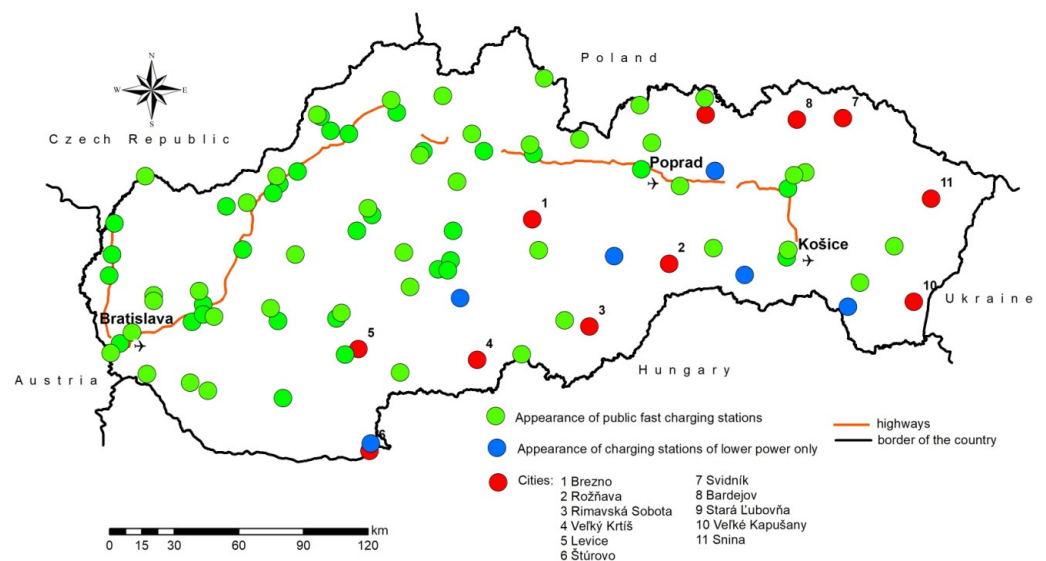 Poland
N
W E
S
Czech Republic
9
8
7
Poprad
11
1
Košice
2
Bratislava
10
Ukraine
3
5
4
Hungary
Austria
6
Appearance of public fast charging stations
highways
Appearance of charging stations of lower power only
border of the country
Cities:
1 Brezno
2 Rožňava
3 Rimavská Sobota
4 Veľký Krtíš
5 Levice
6 Štúrovo
7 Svidník
8 Bardejov
9 Stará Ľubovňa
10 Veľké Kapušany
11 Snina
km
0 15 30 60 90 120